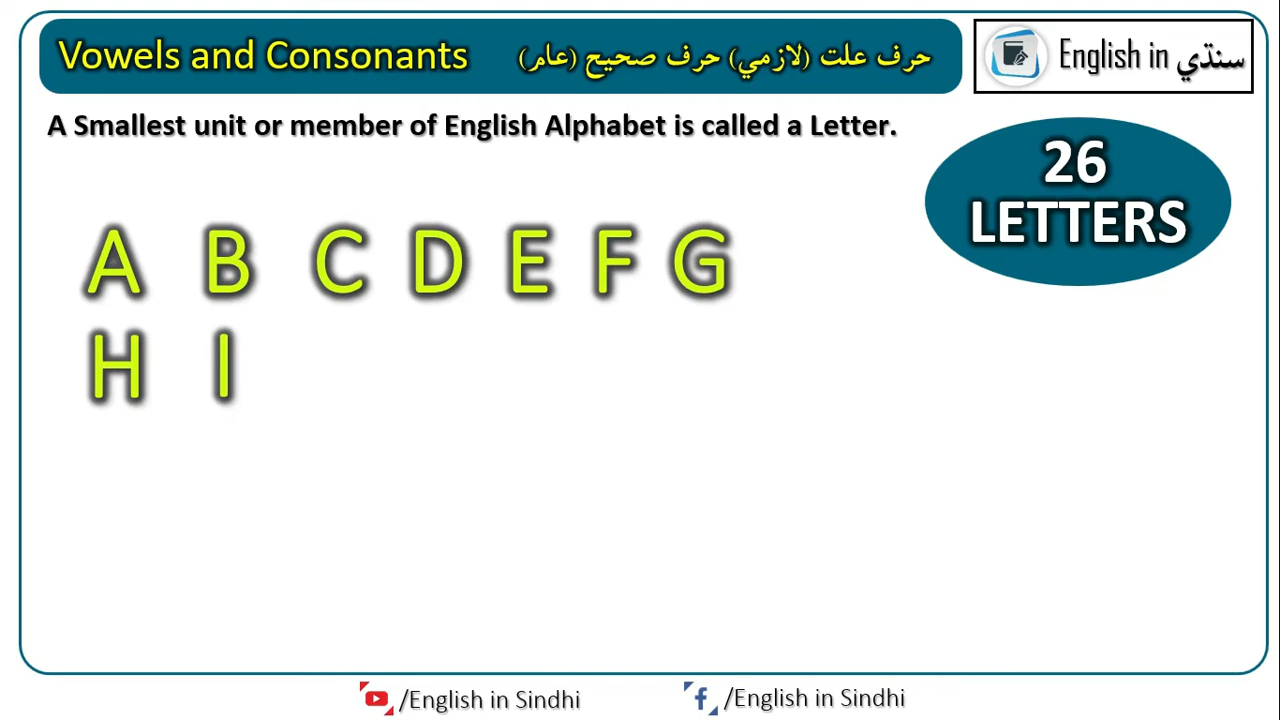 Vowels and Consonants حرف علت (لازمي) حرف صحيح (عام)
English in سنڌي
A Smallest unit or member of English Alphabet is called a Letter.
26
LETTERS
A B C D E F G
H I
/English in Sindhi /English in Sindhi